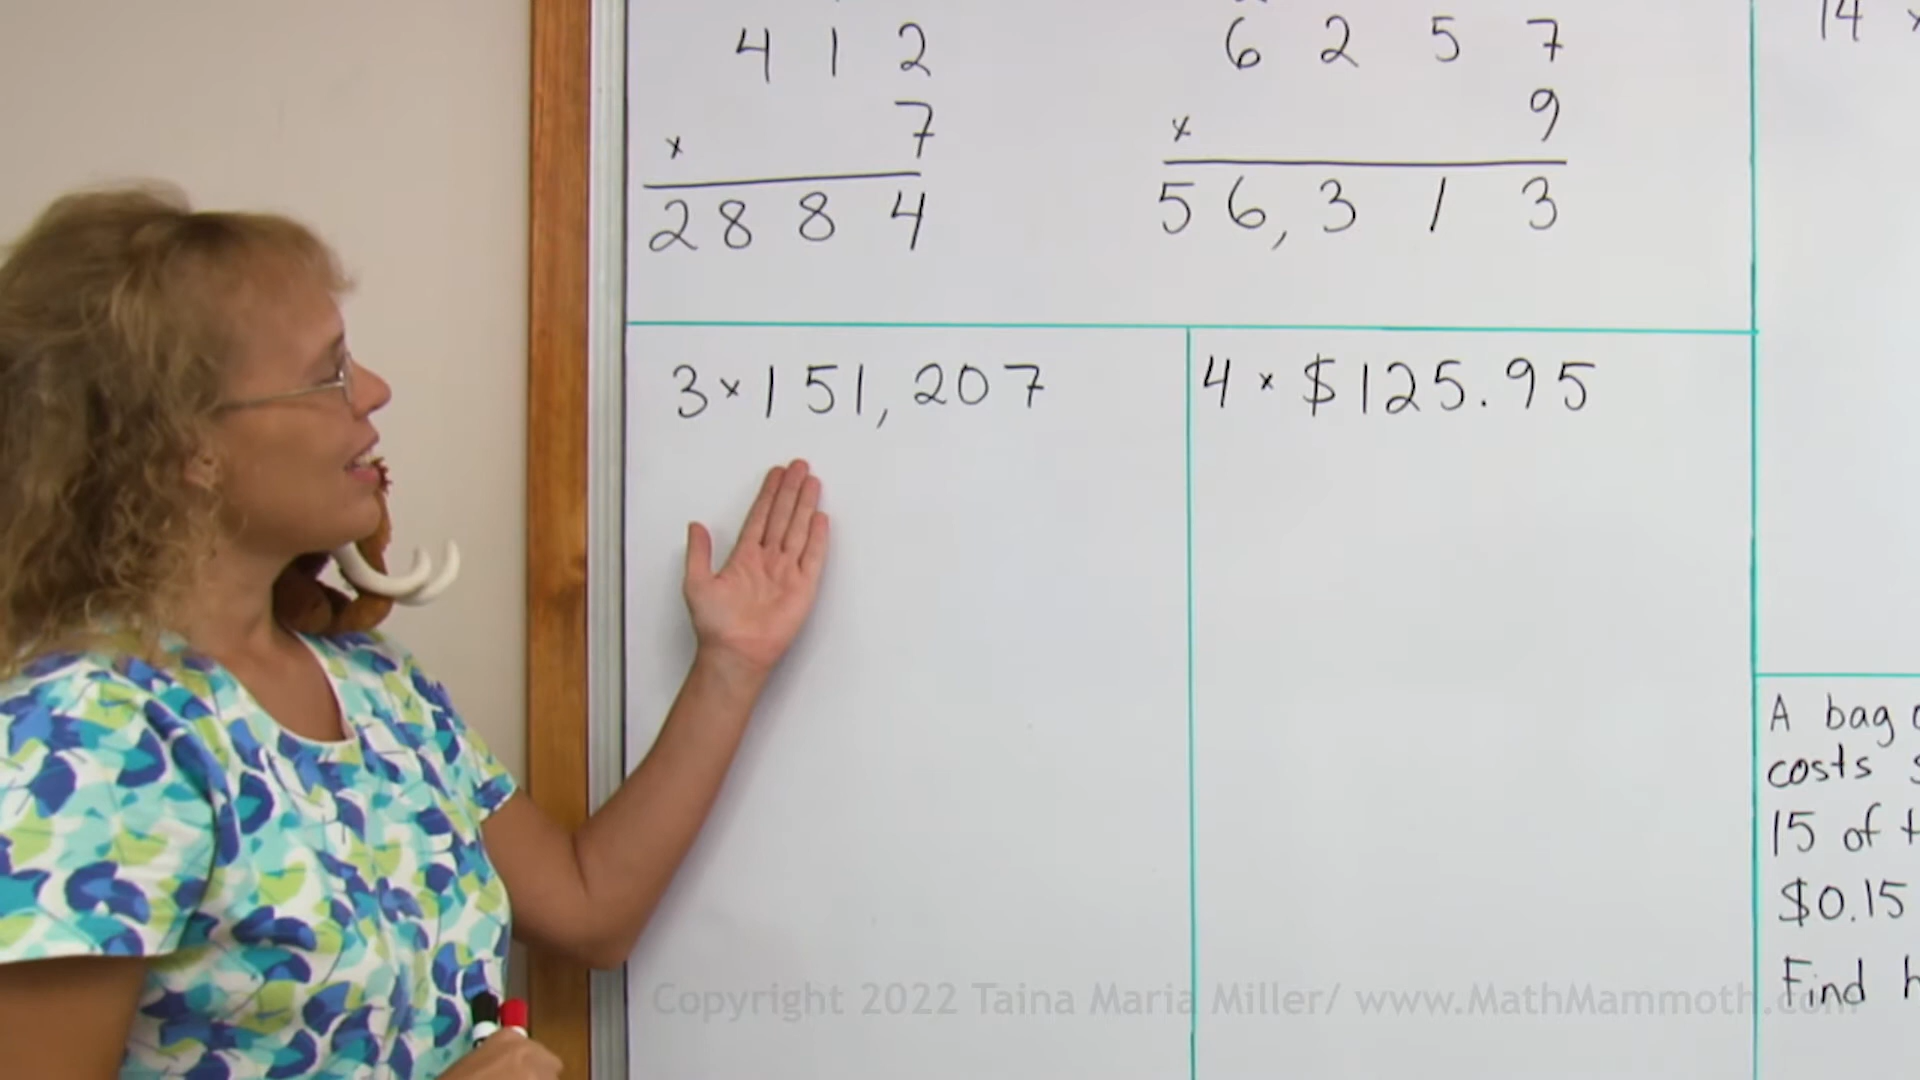 4 1 2
× 7
2 8 8 4
6 2 5 7
× 9
5 6, 3 1 3
14 ×
3 × 151,207
4 × $125.95
A bag
costs
15 of
$0.15
Find
Copyright 2022 Taina Maria Miller/ www.MathMammoth.com